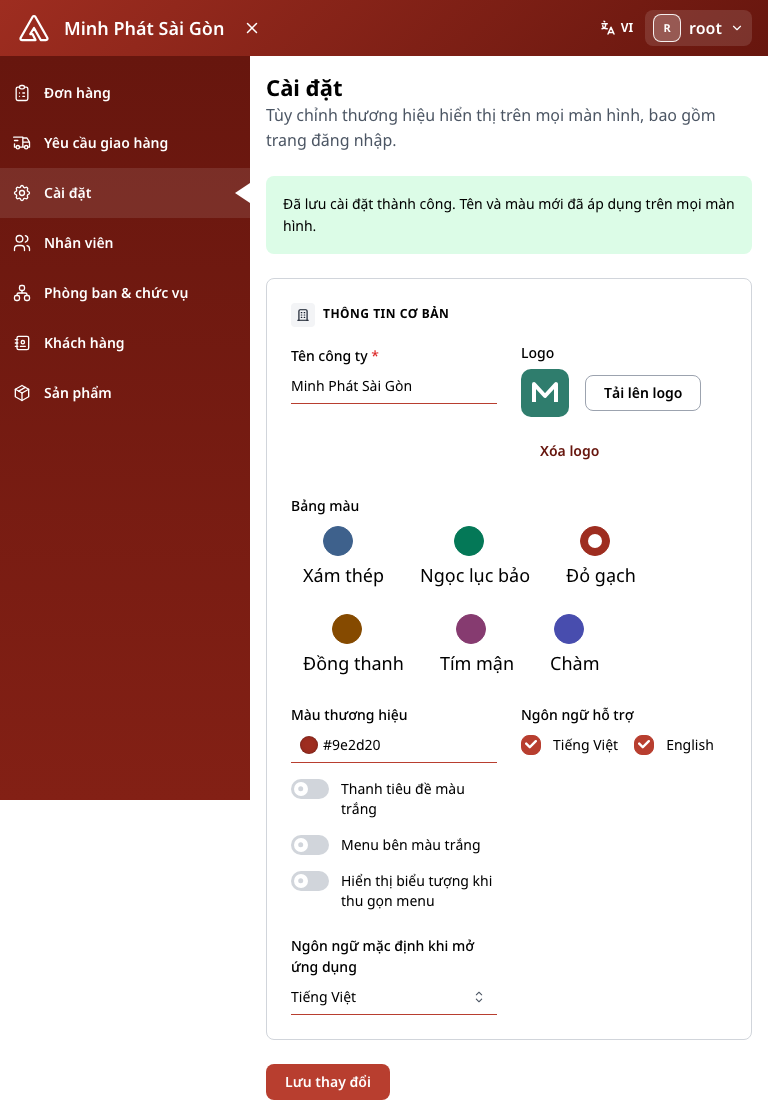 Minh Phát Sài Gòn
VI
R
root
Đơn hàng
Yêu cầu giao hàng
Cài đặt
Nhân viên
Phòng ban & chức vụ
Khách hàng
Sản phẩm
Cài đặt
Tùy chỉnh thương hiệu hiển thị trên mọi màn hình, bao gồm
trang đăng nhập.
Đã lưu cài đặt thành công. Tên và màu mới đã áp dụng trên mọi màn
hình.
THÔNG TIN CƠ BẢN
Tên công ty *
Minh Phát Sài Gòn
Logo
M
Tải lên logo
Xóa logo
Bảng màu
Xám thép
Ngọc lục bảo
Đỏ gạch
Đồng thanh
Tím mận
Chàm
Màu thương hiệu
#9e2d20
Ngôn ngữ hỗ trợ
Tiếng Việt
English
Thanh tiêu đề màu
trắng
Menu bên màu trắng
Hiển thị biểu tượng khi
thu gọn menu
Ngôn ngữ mặc định khi mở
ứng dụng
Tiếng Việt
Lưu thay đổi